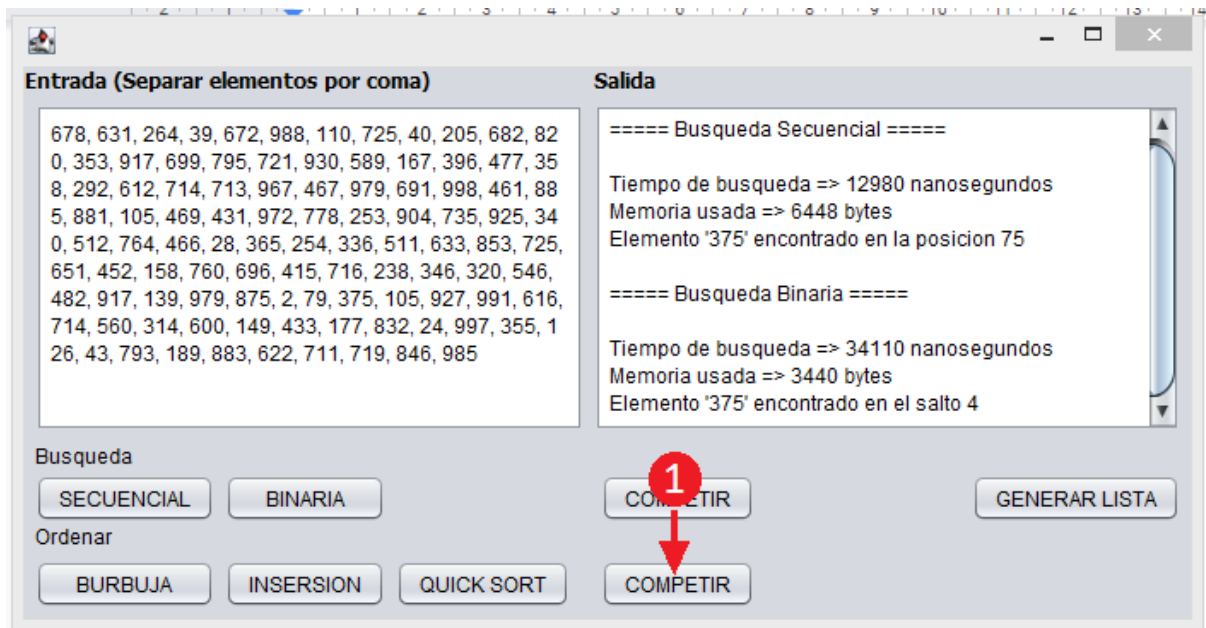 Entrada (Separar elementos por coma)
678, 631, 264, 39, 672, 988, 110, 725, 40, 205, 682, 82
0, 353, 917, 699, 795, 721, 930, 589, 167, 396, 477, 35
8, 292, 612, 714, 713, 967, 467, 979, 691, 998, 461, 88
5, 881, 105, 469, 431, 972, 778, 253, 904, 735, 925, 34
0, 512, 764, 466, 28, 365, 254, 336, 511, 633, 853, 725,
651, 452, 158, 760, 696, 415, 716, 238, 346, 320, 546,
482, 917, 139, 979, 875, 2, 79, 375, 105, 927, 991, 616,
714, 560, 314, 600, 149, 433, 177, 832, 24, 997, 355, 1
26, 43, 793, 189, 883, 622, 711, 719, 846, 985
Salida
===== Busqueda Secuencial =====
Tiempo de busqueda => 12980 nanosegundos
Memoria usada => 6448 bytes
Elemento '375' encontrado en la posicion 75
===== Busqueda Binaria =====
Tiempo de busqueda => 34110 nanosegundos
Memoria usada => 3440 bytes
Elemento '375' encontrado en el salto 4
Busqueda
SECUENCIAL
BINARIA
COMPETIR
GENERAR LISTA
1
Ordenar
BURBUJA
INSERSION
QUICK SORT
COMPETIR